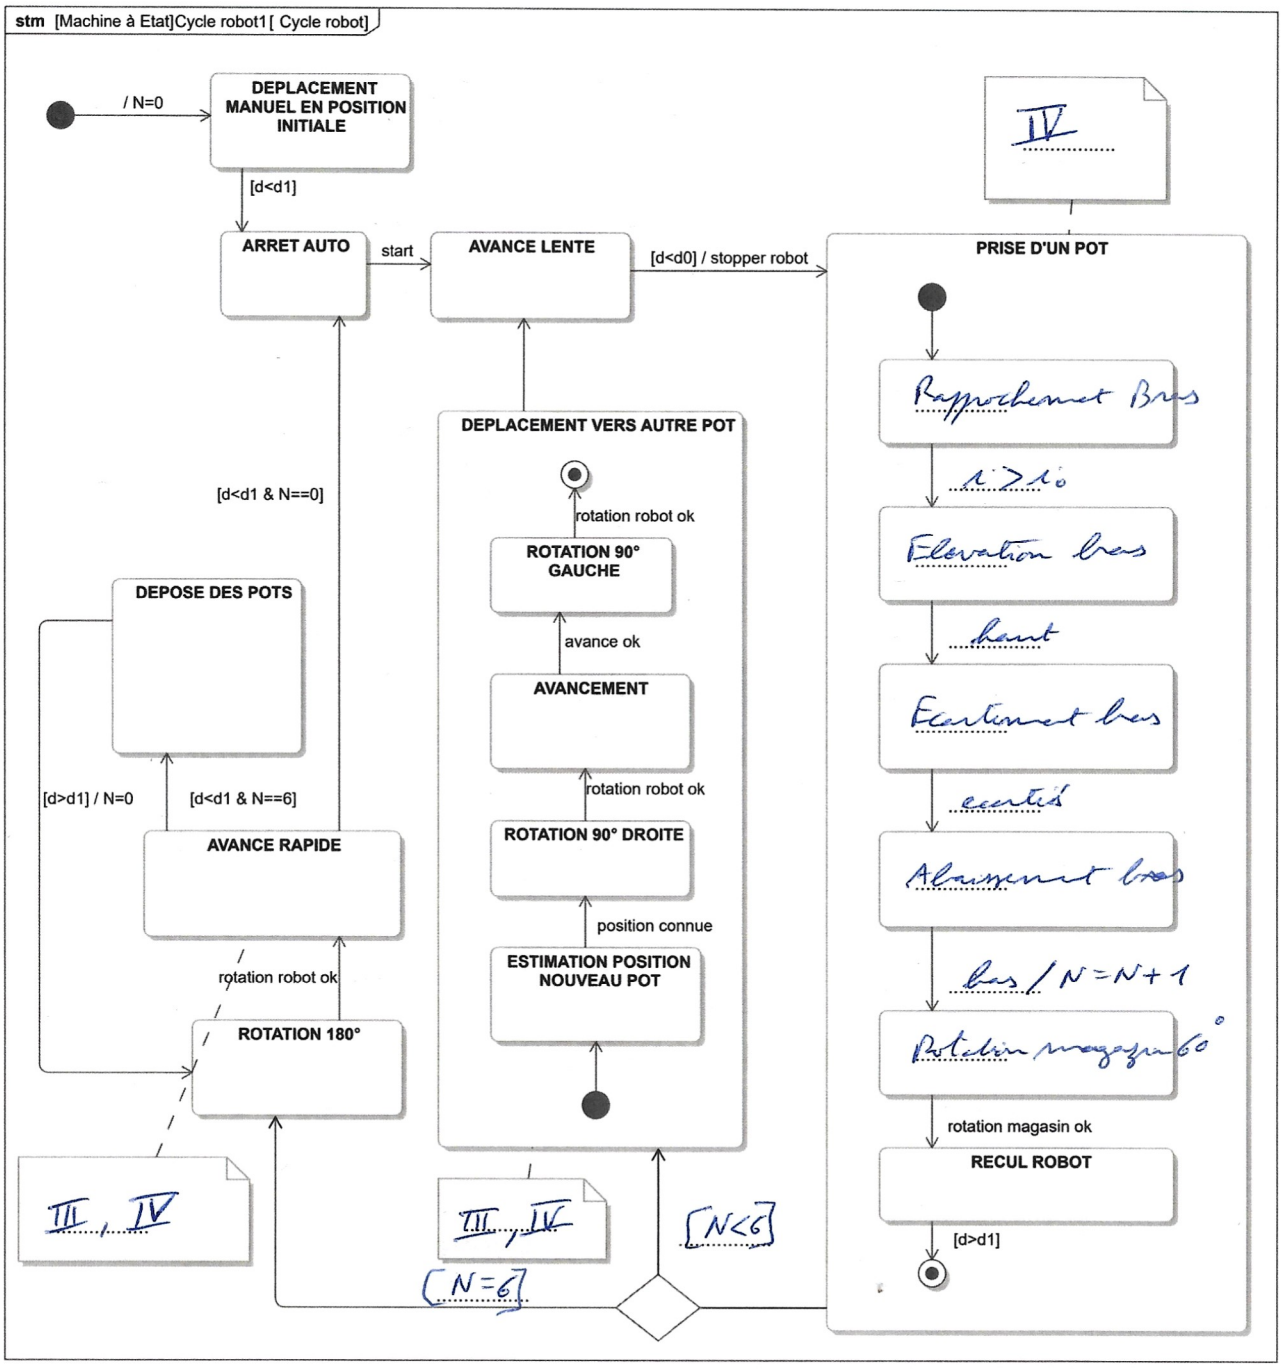 stm [Machine à Etat]Cycle robot1[ Cycle robot]
/ N=0
DEPLACEMENT
MANUEL EN POSITION
INITIALE
[d<d1]
ARRET AUTO
start
AVANCE LENTE
[d<d0] / stopper robot
IV
PRISE D'UN POT
Rapprochement Bras
i>i₀
Elevation bras
haut
Ecartement bras
écartés
Abaissement bras
bas / N=N+1
Rotation magazin 60°
rotation magasin ok
RECUL ROBOT
[d>d1]
DEPLACEMENT VERS AUTRE POT
rotation robot ok
ROTATION 90°
GAUCHE
avance ok
AVANCEMENT
rotation robot ok
ROTATION 90° DROITE
position connue
ESTIMATION POSITION
NOUVEAU POT
[d<d1 & N==0]
DEPOSE DES POTS
[d>d1] / N=0
[d<d1 & N==6]
AVANCE RAPIDE
rotation robot ok
ROTATION 180°
III, IV
III, IV
[N<6]
[N=6]